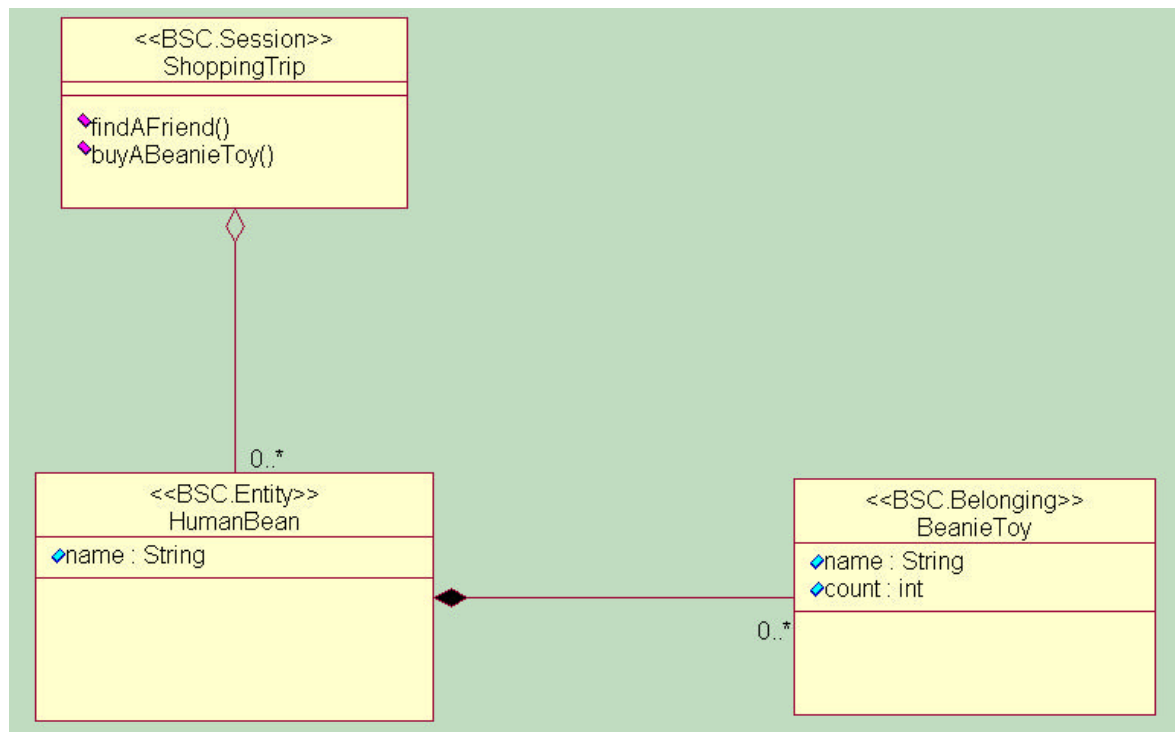 <<BSC.Session>>
ShoppingTrip
findAFriend()
buyABeanieToy()
0..*
<<BSC.Entity>>
HumanBean
name : String
<<BSC.Belonging>>
BeanieToy
name : String
count : int
0..*